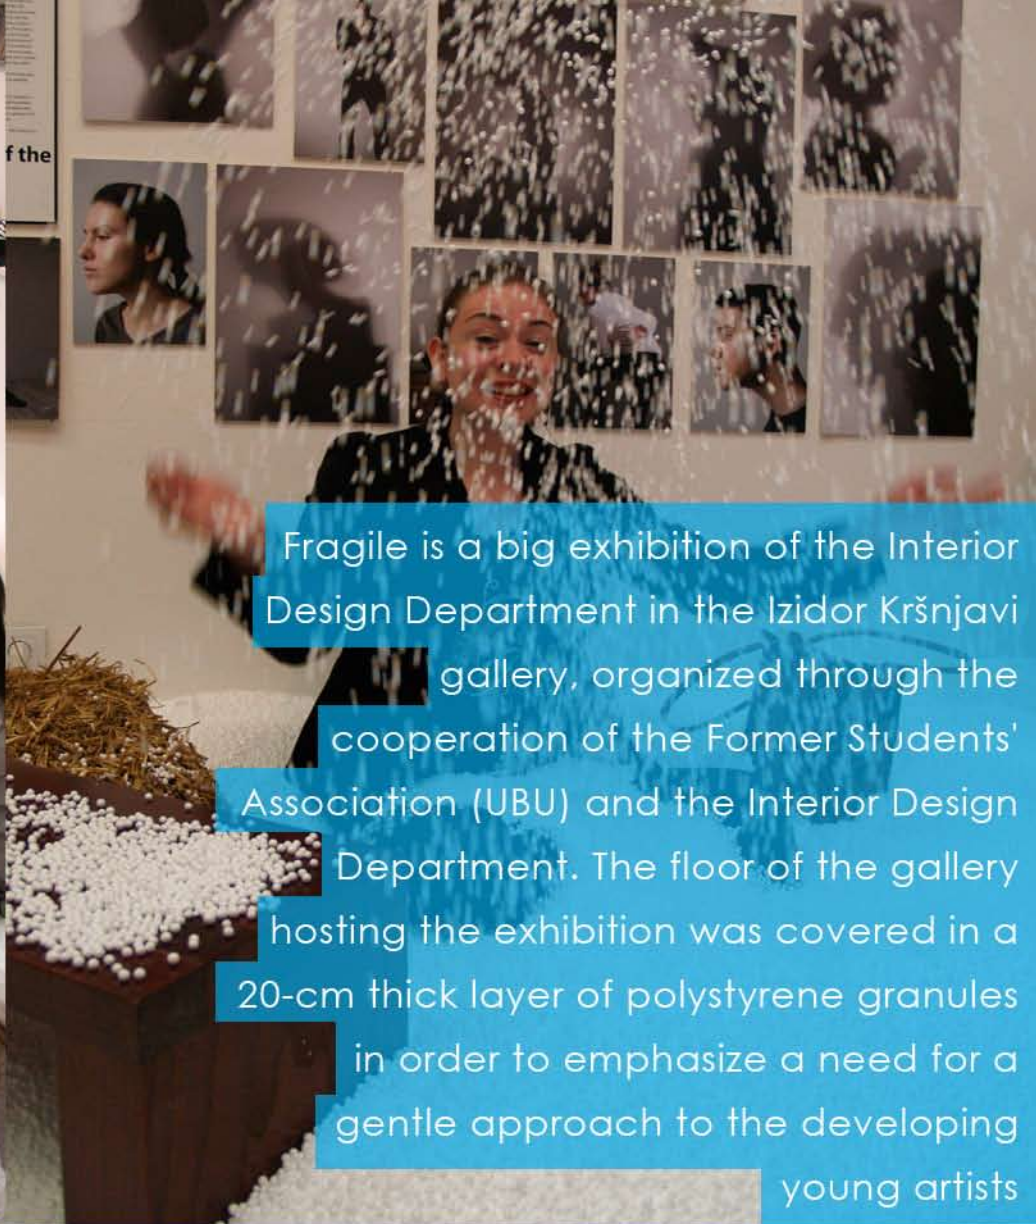 f the
Fragile is a big exhibition of the Interior
Design Department in the Izidor Kršnjavi
gallery, organized through the
cooperation of the Former Students'
Association (UBU) and the Interior Design
Department. The floor of the gallery
hosting the exhibition was covered in a
20-cm thick layer of polystyrene granules
in order to emphasize a need for a
gentle approach to the developing
young artists